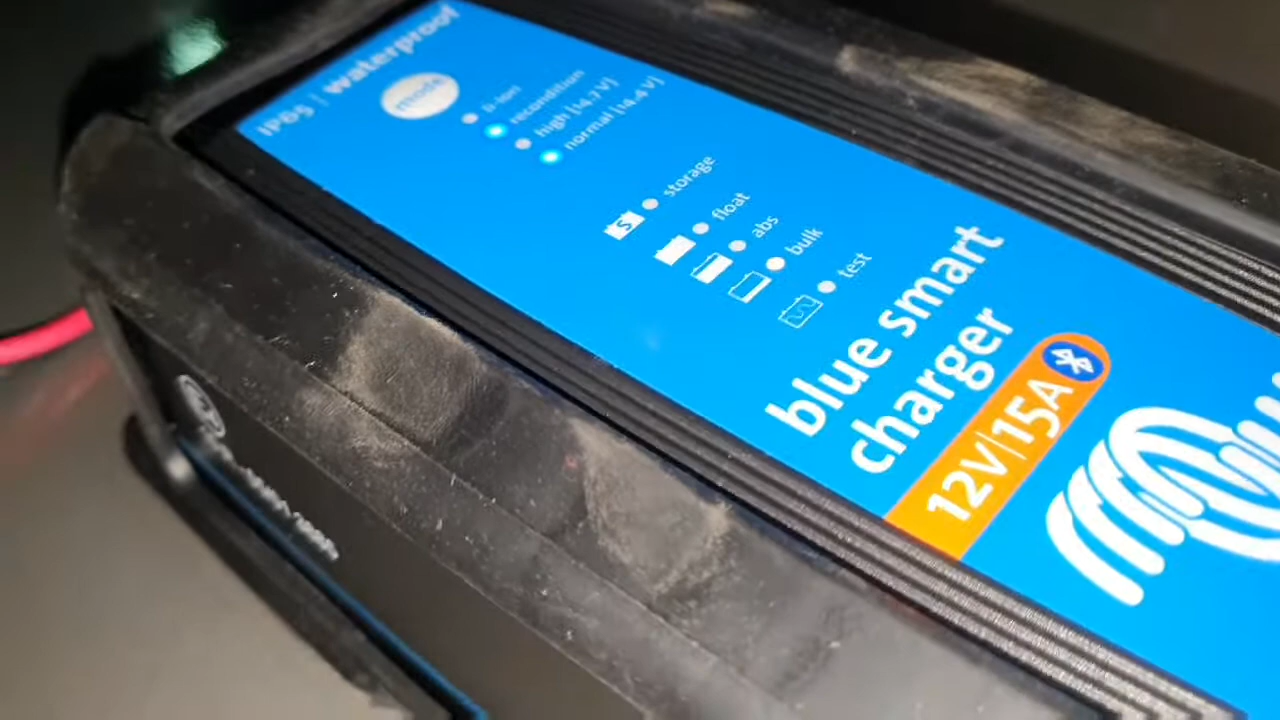 IP65 | waterproof
mode
li-ion
recondition
high (14.7 V)
normal (14.4 V)
S
storage
float
abs
bulk
test
blue smart
charger
12V|15A